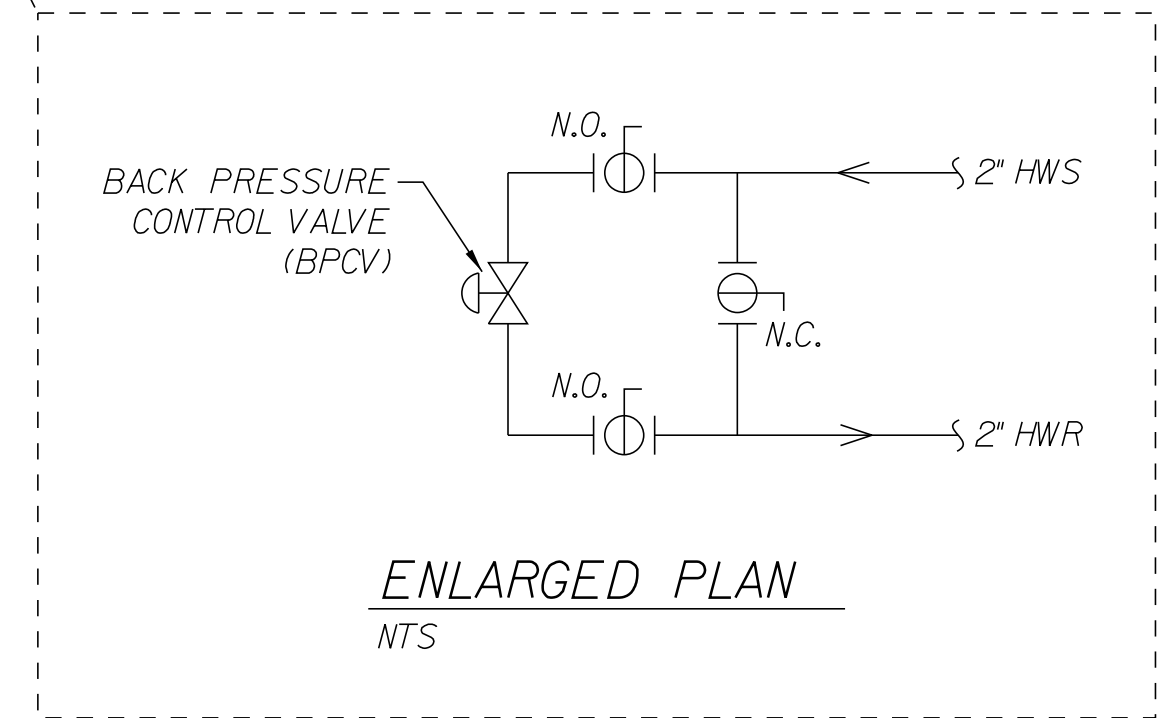 N.O.
BACK PRESSURE
CONTROL VALVE
(BPCV)
2" HWS
N.C.
N.O.
2" HWR
ENLARGED PLAN
NTS